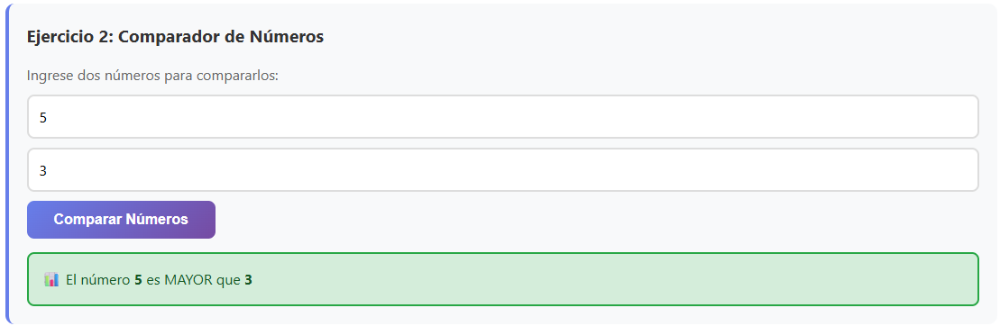 Ejercicio 2: Comparador de Números
Ingrese dos números para compararlos:
5
3
Comparar Números
📊 El número 5 es MAYOR que 3